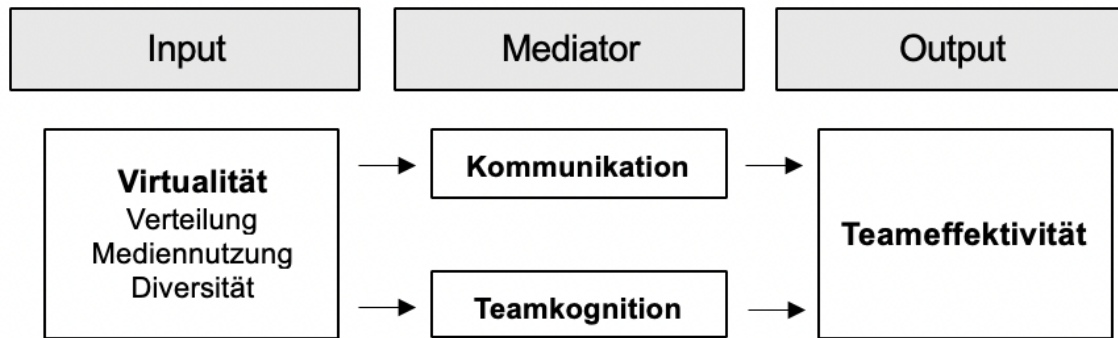 Input
Mediator
Output
Virtualität
Verteilung
Mediennutzung
Diversität
Kommunikation
Teamkognition
Teameffektivität